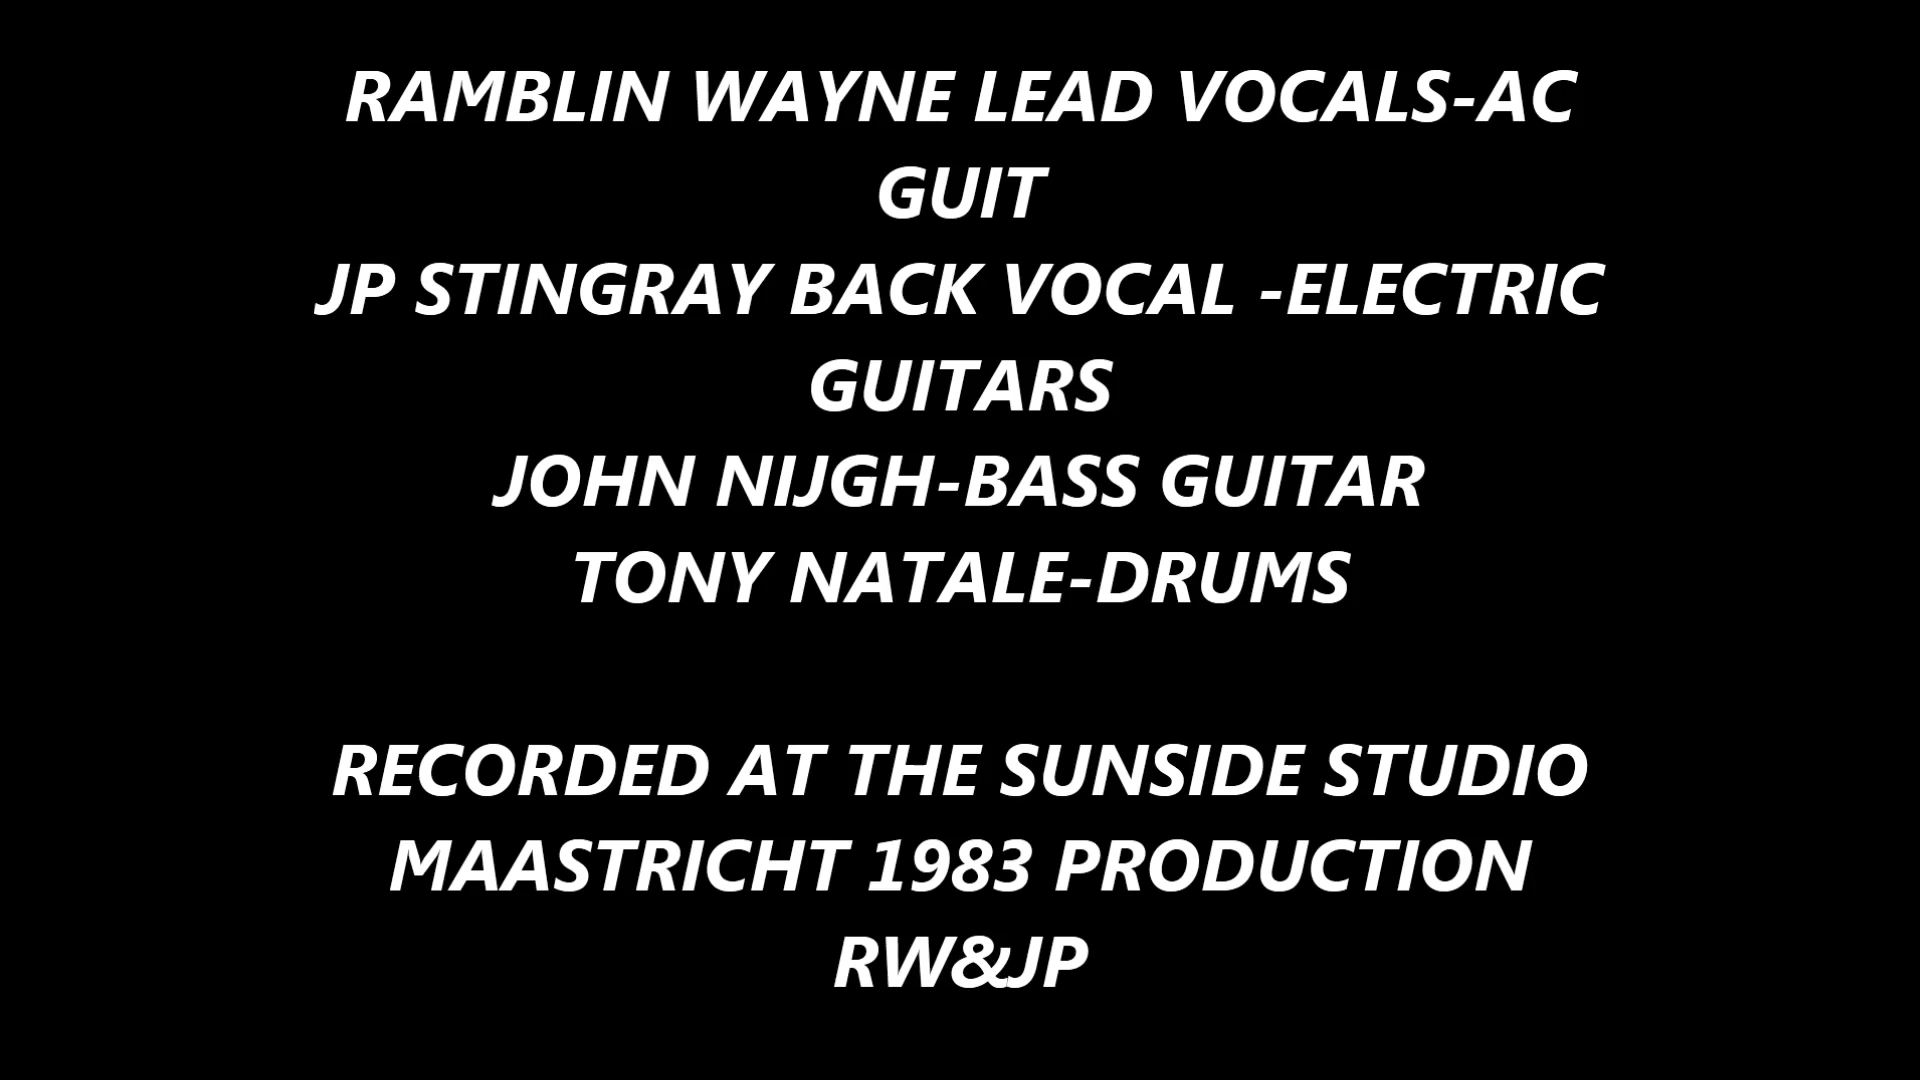 RAMBLIN WAYNE LEAD VOCALS-AC
GUIT
JP STINGRAY BACK VOCAL -ELECTRIC
GUITARS
JOHN NIJGH-BASS GUITAR
TONY NATALE-DRUMS
RECORDED AT THE SUNSIDE STUDIO
MAASTRICHT 1983 PRODUCTION
RW&JP